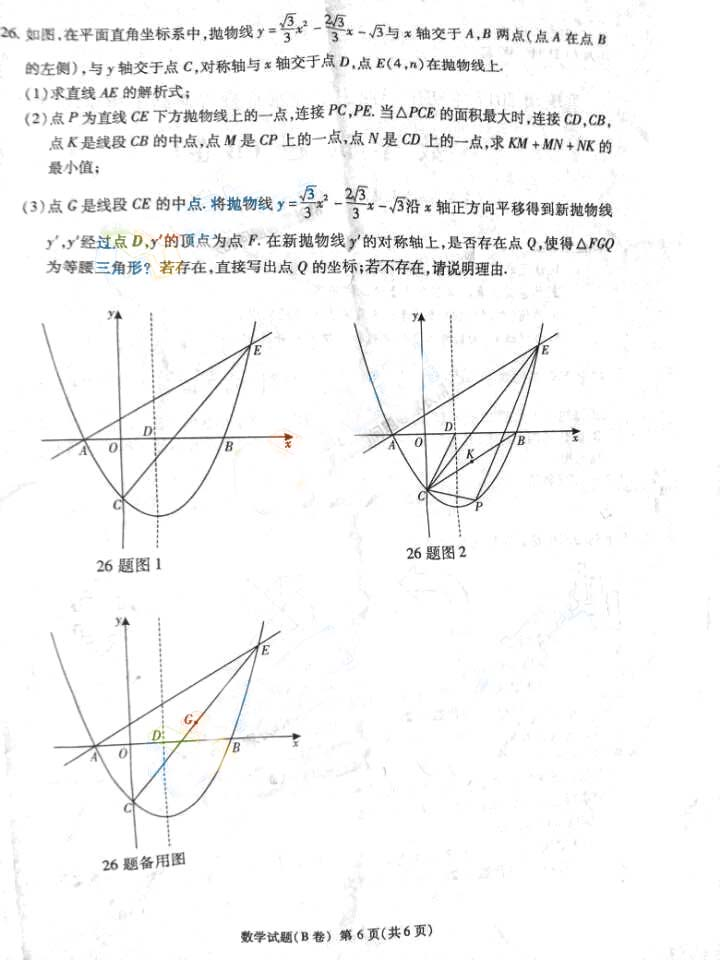 26. 如图,在平面直角坐标系中,抛物线 y = √3/3 x² - 2√3/3 x - √3与 x 轴交于 A,B 两点(点 A 在点 B
的左侧),与 y 轴交于点 C,对称轴与 x 轴交于点 D,点 E(4,n)在抛物线上.
(1)求直线 AE 的解析式;
(2)点 P 为直线 CE 下方抛物线上的一点,连接 PC,PE. 当△PCE 的面积最大时,连接 CD,CB,
点 K 是线段 CB 的中点,点 M 是 CP 上的一点,点 N 是 CD 上的一点,求 KM + MN + NK 的
最小值;
(3)点 G 是线段 CE 的中点. 将抛物线 y = √3/3 x² - 2√3/3 x - √3沿 x 轴正方向平移得到新抛物线
y′,y′经过点 D,y′的顶点为点 F. 在新抛物线 y′的对称轴上,是否存在点 Q,使得△FGQ
为等腰三角形? 若存在,直接写出点 Q 的坐标;若不存在,请说明理由.
y
E
A
O
D
B
x
C
26 题图 1
y
E
A
O
D
B
x
K
C
P
26 题图 2
y
E
G
A
O
D
B
x
C
26 题备用图
数学试题(B 卷) 第 6 页(共 6 页)